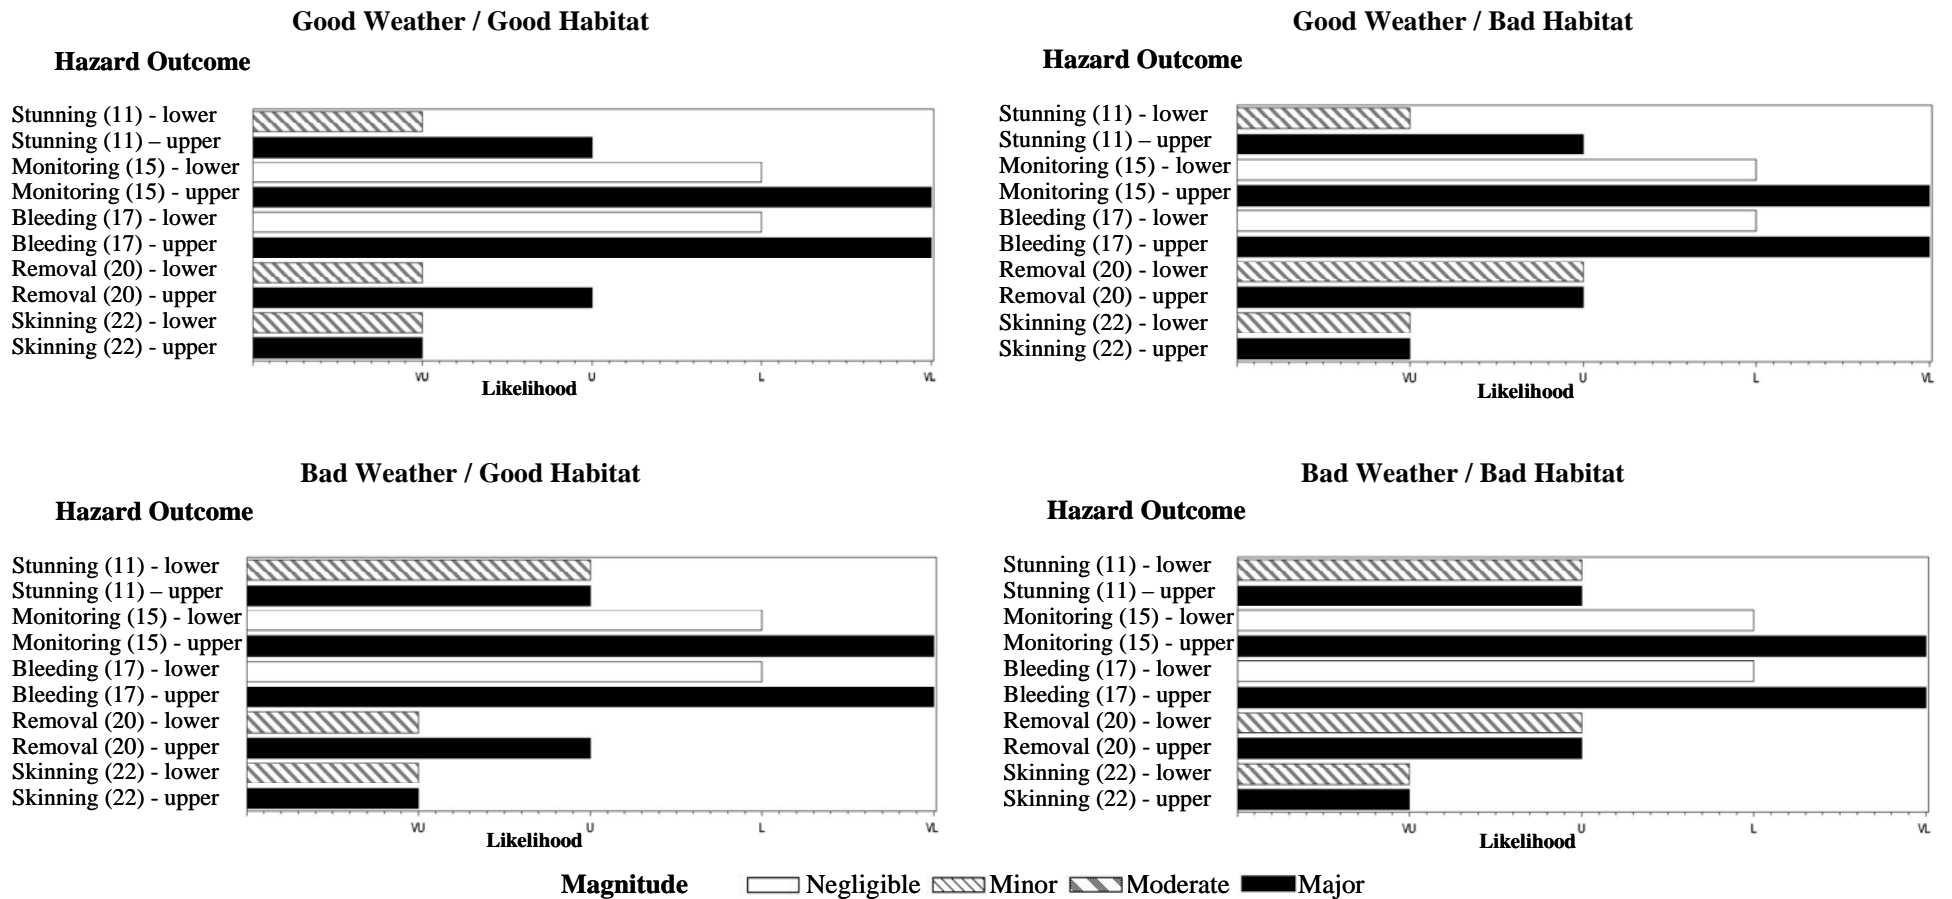 Good Weather / Good Habitat
Hazard Outcome
Stunning (11) - lower
Stunning (11) – upper
Monitoring (15) - lower
Monitoring (15) - upper
Bleeding (17) - lower
Bleeding (17) - upper
Removal (20) - lower
Removal (20) - upper
Skinning (22) - lower
Skinning (22) - upper
VU U L VL
Likelihood
Good Weather / Bad Habitat
Hazard Outcome
Stunning (11) - lower
Stunning (11) – upper
Monitoring (15) - lower
Monitoring (15) - upper
Bleeding (17) - lower
Bleeding (17) - upper
Removal (20) - lower
Removal (20) - upper
Skinning (22) - lower
Skinning (22) - upper
VU U L VL
Likelihood
Bad Weather / Good Habitat
Hazard Outcome
Stunning (11) - lower
Stunning (11) – upper
Monitoring (15) - lower
Monitoring (15) - upper
Bleeding (17) - lower
Bleeding (17) - upper
Removal (20) - lower
Removal (20) - upper
Skinning (22) - lower
Skinning (22) - upper
VU U L VL
Likelihood
Bad Weather / Bad Habitat
Hazard Outcome
Stunning (11) - lower
Stunning (11) – upper
Monitoring (15) - lower
Monitoring (15) - upper
Bleeding (17) - lower
Bleeding (17) - upper
Removal (20) - lower
Removal (20) - upper
Skinning (22) - lower
Skinning (22) - upper
VU U L VL
Likelihood
Magnitude Negligible Minor Moderate Major